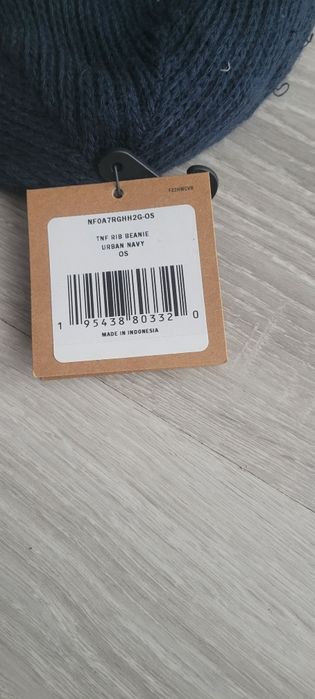 NF0A7RGHH2G-OS
TNF RIB BEANIE
URBAN NAVY
OS
1 95438 80332 0
MADE IN INDONESIA